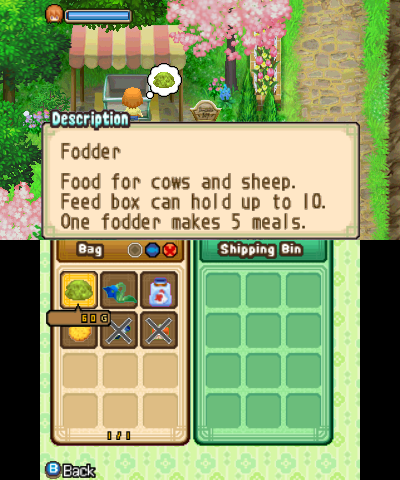 Description
Fodder
Food for cows and sheep.
Feed box can hold up to 10.
One fodder makes 5 meals.
Bag
Shipping Bin
60 G
1/1
B Back